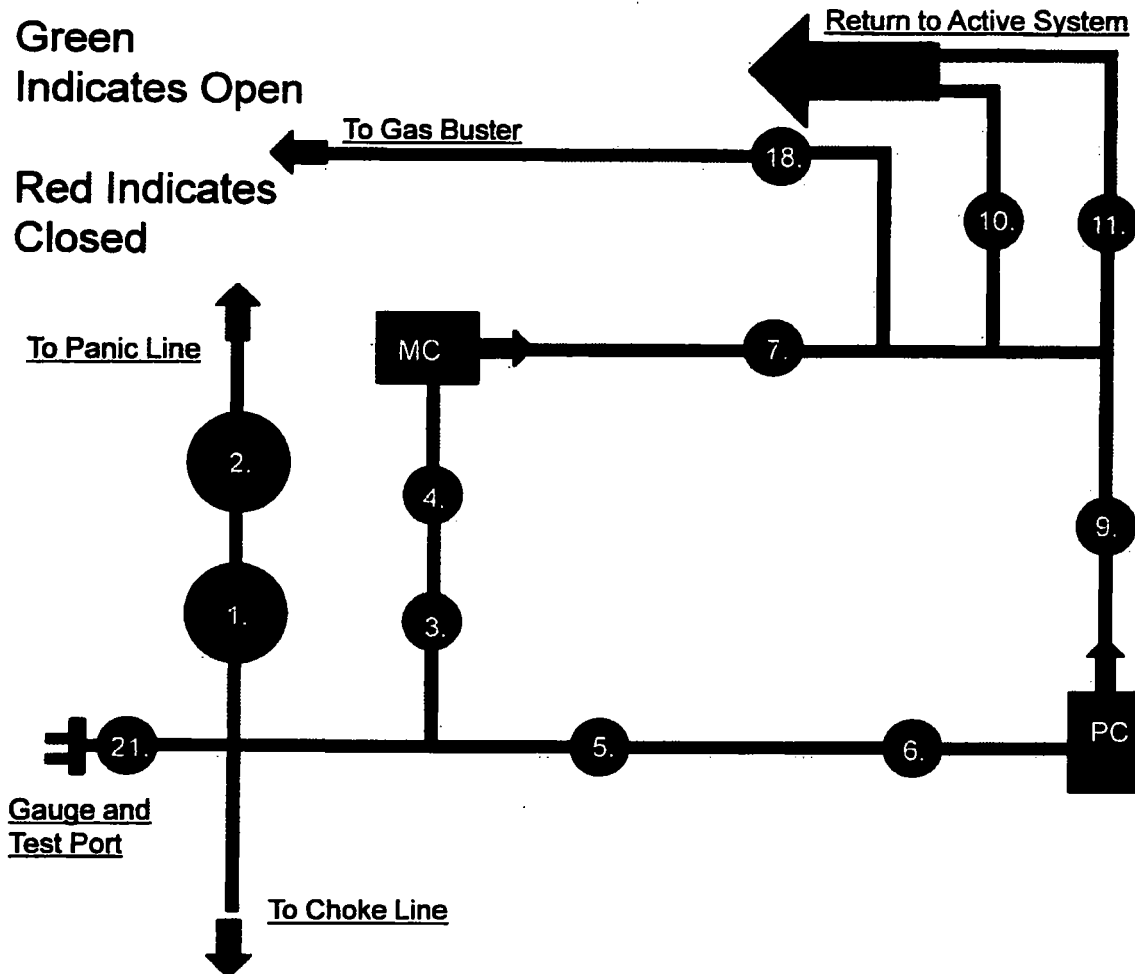 Green
Indicates Open
Return to Active System
To Gas Buster
18.
Red Indicates
Closed
10.
11.
To Panic Line
MC
7.
2.
4.
9.
1.
3.
21.
5.
6.
PC
Gauge and
Test Port
To Choke Line